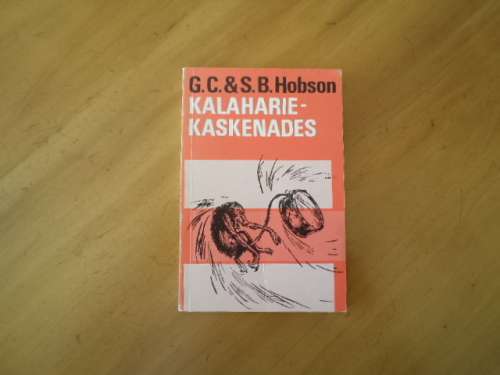 G.C. & S.B. Hobson
KALAHARIE-
KASKENADES